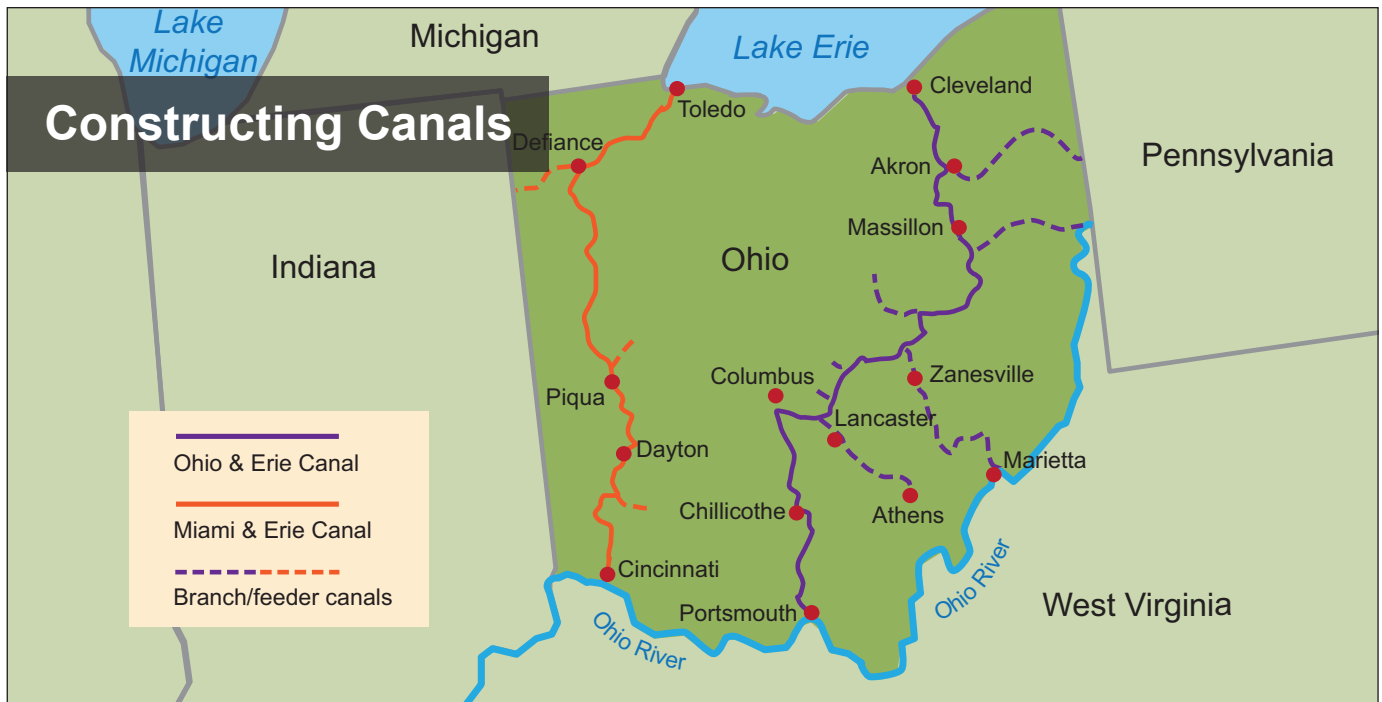 Lake
Michigan
Michigan
Lake Erie
Constructing Canals
Cleveland
Toledo
Defiance
Akron
Pennsylvania
Massillon
Indiana
Ohio
Columbus
Zanesville
Piqua
Lancaster
Dayton
Marietta
Ohio & Erie Canal
Chillicothe
Athens
Miami & Erie Canal
Cincinnati
Ohio River
Branch/feeder canals
Portsmouth
West Virginia
Ohio River